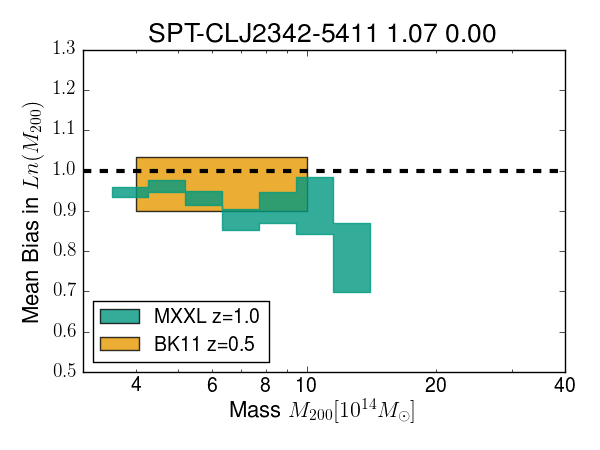 SPT-CLJ2342-5411 1.07 0.00
1.3
1.2
1.1
1.0
0.9
0.8
0.7
0.6
0.5
Mean Bias in Ln(M200)
MXXL z=1.0
BK11 z=0.5
4 6 8 10 20 40
Mass M200[10^14 M⊙]